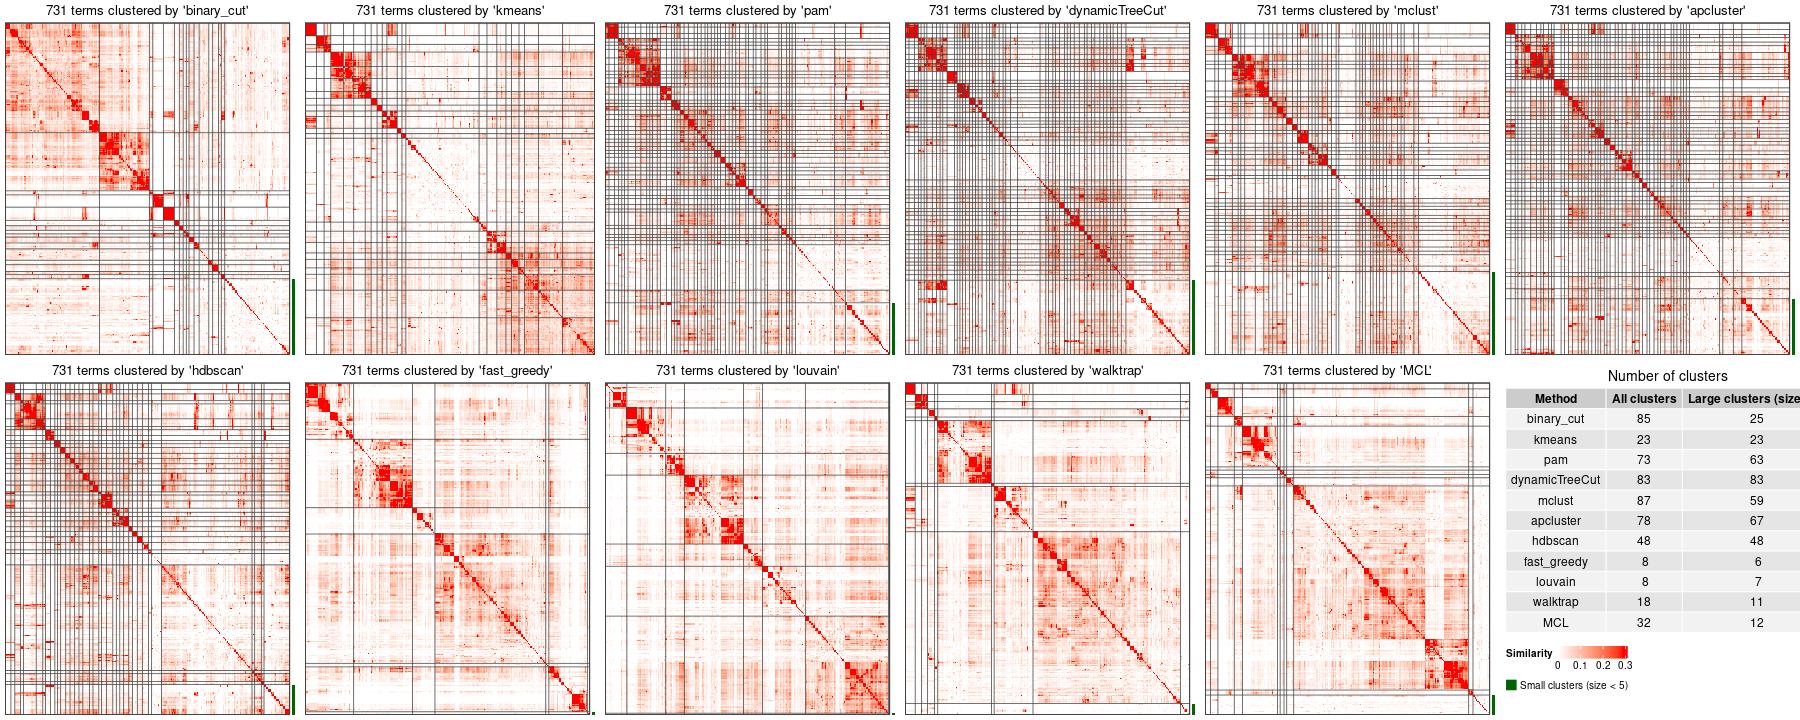 731 terms clustered by 'binary_cut'
731 terms clustered by 'kmeans'
731 terms clustered by 'pam'
731 terms clustered by 'dynamicTreeCut'
731 terms clustered by 'mclust'
731 terms clustered by 'apcluster'
731 terms clustered by 'hdbscan'
731 terms clustered by 'fast_greedy'
731 terms clustered by 'louvain'
731 terms clustered by 'walktrap'
731 terms clustered by 'MCL'
Number of clusters
Method All clusters Large clusters (size
binary_cut 85 25
kmeans 23 23
pam 73 63
dynamicTreeCut 83 83
mclust 87 59
apcluster 78 67
hdbscan 48 48
fast_greedy 8 6
louvain 8 7
walktrap 18 11
MCL 32 12
Similarity
0 0.1 0.2 0.3
Small clusters (size < 5)